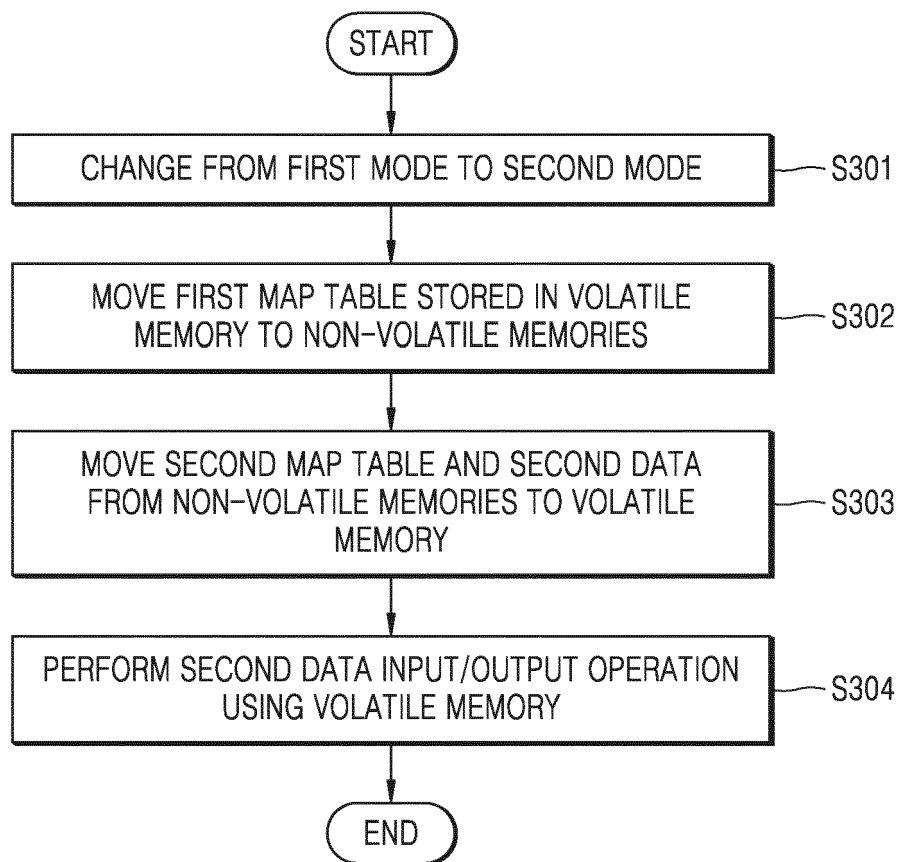 START
CHANGE FROM FIRST MODE TO SECOND MODE
S301
MOVE FIRST MAP TABLE STORED IN VOLATILE
MEMORY TO NON-VOLATILE MEMORIES
S302
MOVE SECOND MAP TABLE AND SECOND DATA
FROM NON-VOLATILE MEMORIES TO VOLATILE
MEMORY
S303
PERFORM SECOND DATA INPUT/OUTPUT OPERATION
USING VOLATILE MEMORY
S304
END